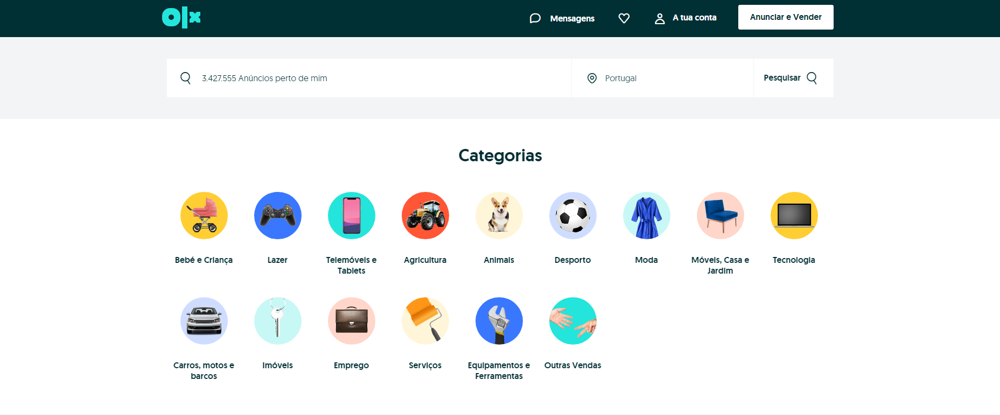 olx
Mensagens
A tua conta
Anunciar e Vender
3.427.555 Anúncios perto de mim
Portugal
Pesquisar
Categorias
Bebé e Criança
Lazer
Telemóveis e
Tablets
Agricultura
Animais
Desporto
Moda
Móveis, Casa e
Jardim
Tecnologia
Carros, motos e
barcos
Imóveis
Emprego
Serviços
Equipamentos e
Ferramentas
Outras Vendas